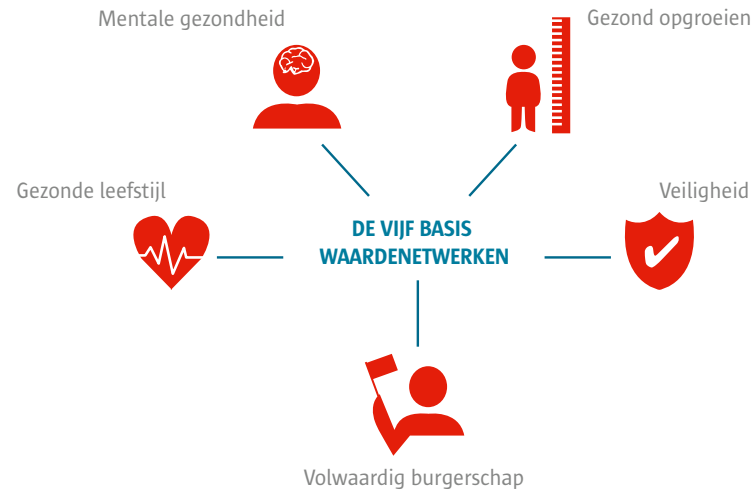 Mentale gezondheid
Gezond opgroeien
Gezonde leefstijl
Veiligheid
DE VIJF BASIS
WAARDENETWERKEN
Volwaardig burgerschap